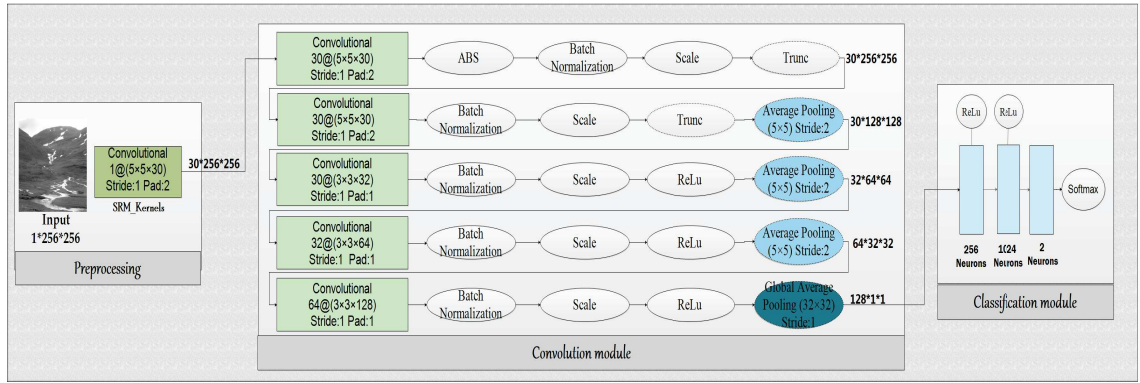 Convolutional
1@(5×5×30)
Stride:1 Pad:2
SRM_Kernels
Input
1*256*256
Preprocessing
30*256*256
Convolutional
30@(5×5×30)
Stride:1 Pad:2
ABS
Batch
Normalization
Scale
Trunc
30*256*256
Convolutional
30@(5×5×30)
Stride:1 Pad:2
Batch
Normalization
Scale
Trunc
Average Pooling
(5×5) Stride:2
30*128*128
Convolutional
30@(3×3×32)
Stride:1 Pad:1
Batch
Normalization
Scale
ReLu
Average Pooling
(5×5) Stride:2
32*64*64
Convolutional
32@(3×3×64)
Stride:1 Pad:1
Batch
Normalization
Scale
ReLu
Average Pooling
(5×5) Stride:2
64*32*32
Convolutional
64@(3×3×128)
Stride:1 Pad:1
Batch
Normalization
Scale
ReLu
Global Average
Pooling (32×32)
Stride:1
128*1*1
Convolution module
ReLu
ReLu
Softmax
256
Neurons
1024
Neurons
2
Neurons
Classification module